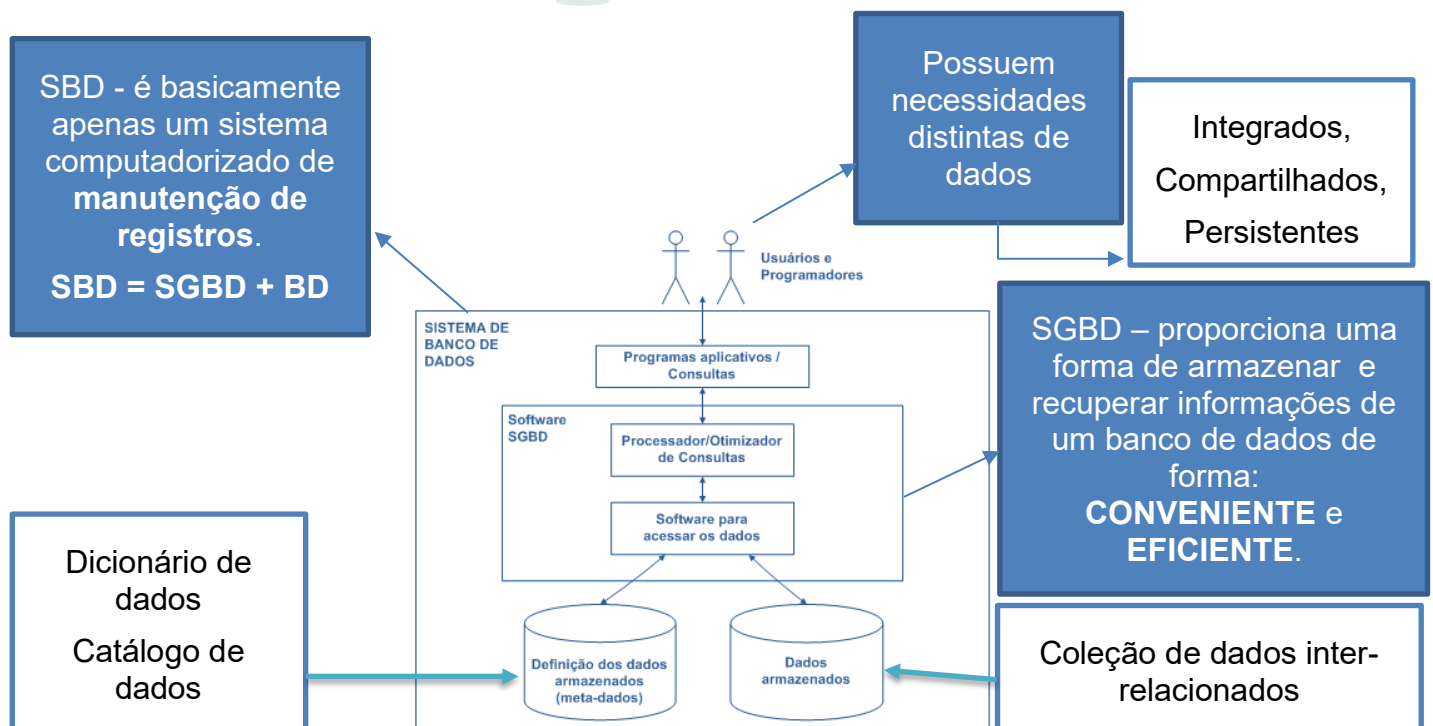 SBD - é basicamente
apenas um sistema
computadorizado de
manutenção de
registros.
SBD = SGBD + BD
Possuem
necessidades
distintas de
dados
Integrados,
Compartilhados,
Persistentes
Usuários e
Programadores
SISTEMA DE
BANCO DE
DADOS
Programas aplicativos /
Consultas
Software
SGBD
Processador/Otimizador
de Consultas
Software para
acessar os dados
SGBD – proporciona uma
forma de armazenar e
recuperar informações de
um banco de dados de
forma:
CONVENIENTE e
EFICIENTE.
Dicionário de
dados
Catálogo de
dados
Definição dos dados
armazenados
(meta-dados)
Dados
armazenados
Coleção de dados inter-
relacionados